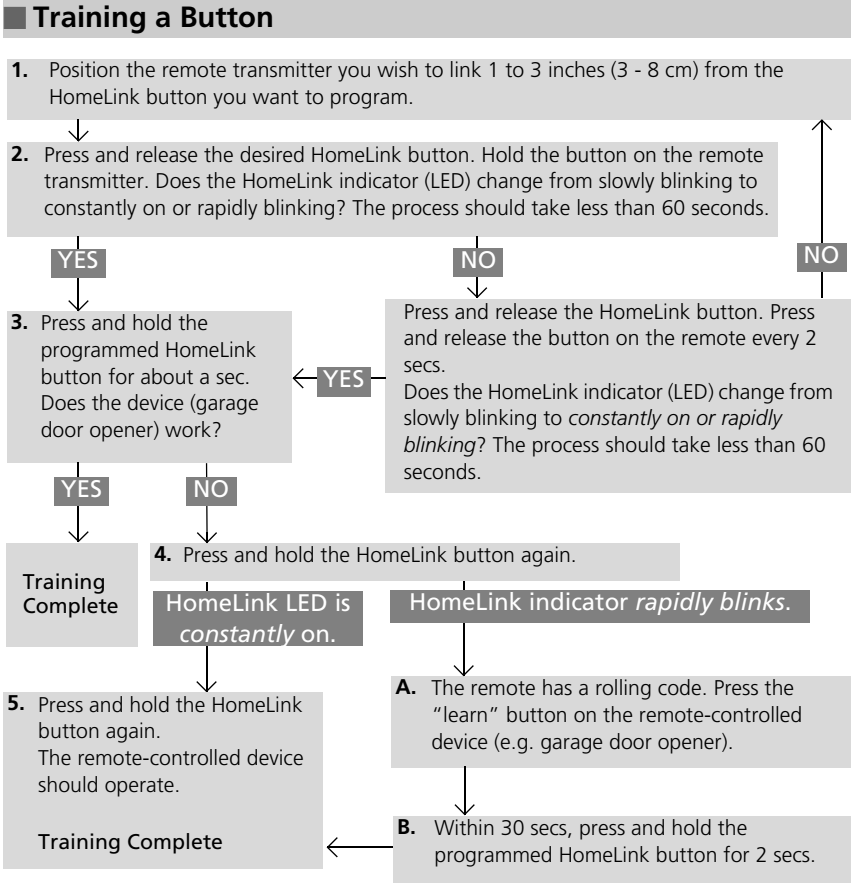 Training a Button
1. Position the remote transmitter you wish to link 1 to 3 inches (3 - 8 cm) from the
HomeLink button you want to program.
2. Press and release the desired HomeLink button. Hold the button on the remote
transmitter. Does the HomeLink indicator (LED) change from slowly blinking to
constantly on or rapidly blinking? The process should take less than 60 seconds.
YES
NO
NO
Press and release the HomeLink button. Press
and release the button on the remote every 2
secs.
Does the HomeLink indicator (LED) change from
slowly blinking to constantly on or rapidly
blinking? The process should take less than 60
seconds.
YES
3. Press and hold the
programmed HomeLink
button for about a sec.
Does the device (garage
door opener) work?
YES
NO
Training
Complete
4. Press and hold the HomeLink button again.
HomeLink LED is
constantly on.
HomeLink indicator rapidly blinks.
5. Press and hold the HomeLink
button again.
The remote-controlled device
should operate.
Training Complete
A. The remote has a rolling code. Press the
“learn” button on the remote-controlled
device (e.g. garage door opener).
B. Within 30 secs, press and hold the
programmed HomeLink button for 2 secs.